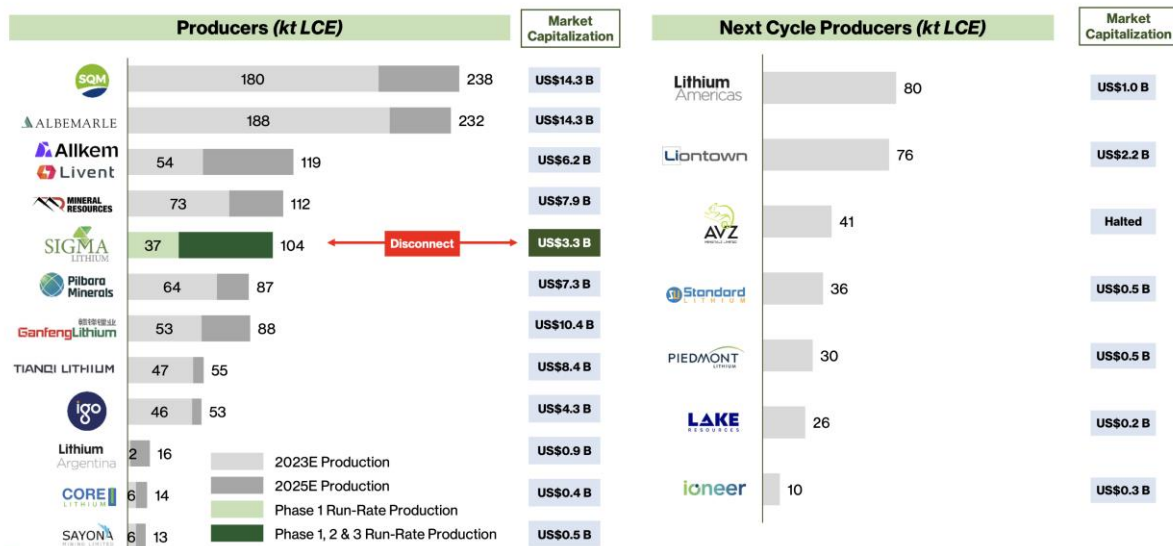 Producers (kt LCE)
Market
Capitalization
SQM
180
238
US$14.3 B
ALBEMARLE
188
232
US$14.3 B
Allkem
Livent
54
119
US$6.2 B
MINERAL
RESOURCES
73
112
US$7.9 B
SIGMA
LITHIUM
37
104
Disconnect
US$3.3 B
Pilbara
Minerals
64
87
US$7.3 B
GanfengLithium
53
88
US$10.4 B
TIANQI LITHIUM
47
55
US$8.4 B
igo
46
53
US$4.3 B
Lithium
Argentina
2
16
US$0.9 B
CORE
LITHIUM
6
14
US$0.4 B
SAYONA
6
13
US$0.5 B
2023E Production
2025E Production
Phase 1 Run-Rate Production
Phase 1, 2 & 3 Run-Rate Production
Next Cycle Producers (kt LCE)
Market
Capitalization
Lithium
Americas
80
US$1.0 B
Liontown
76
US$2.2 B
AVZ
41
Halted
Standard
LITHIUM
36
US$0.5 B
PIEDMONT
LITHIUM
30
US$0.5 B
LAKE
RESOURCES
26
US$0.2 B
ioneer
10
US$0.3 B